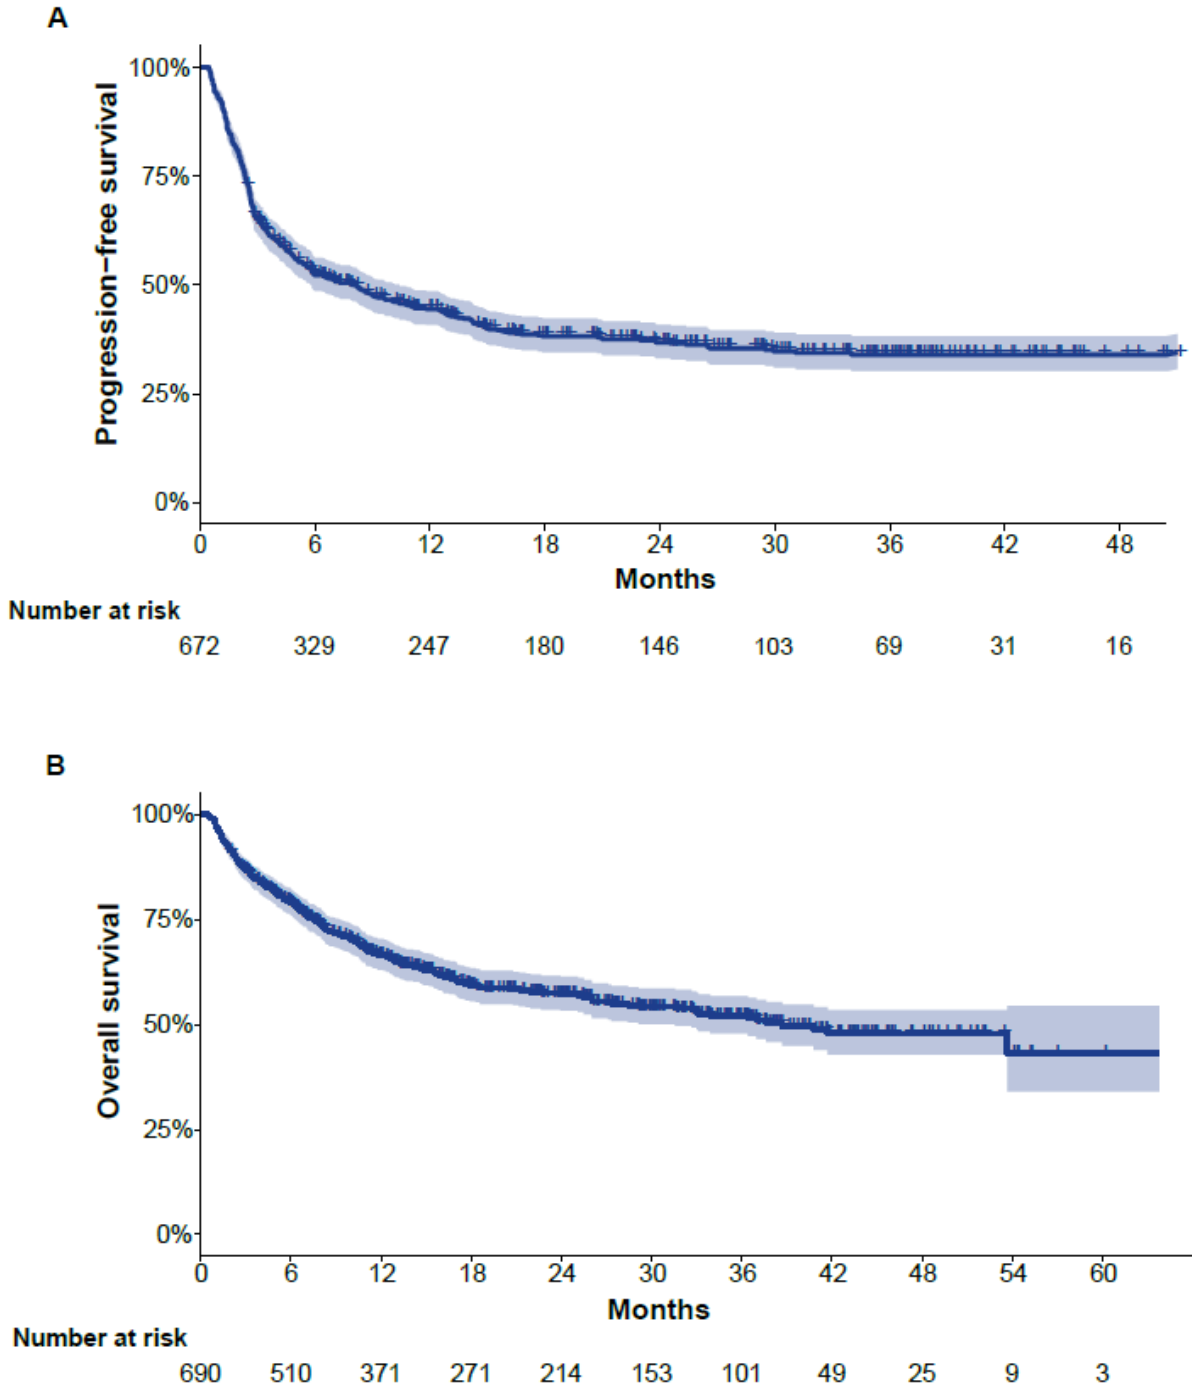 A
Progression-free survival
100%
75%
50%
25%
0%
0 6 12 18 24 30 36 42 48
Months
Number at risk
672 329 247 180 146 103 69 31 16
B
Overall survival
100%
75%
50%
25%
0%
0 6 12 18 24 30 36 42 48 54 60
Months
Number at risk
690 510 371 271 214 153 101 49 25 9 3